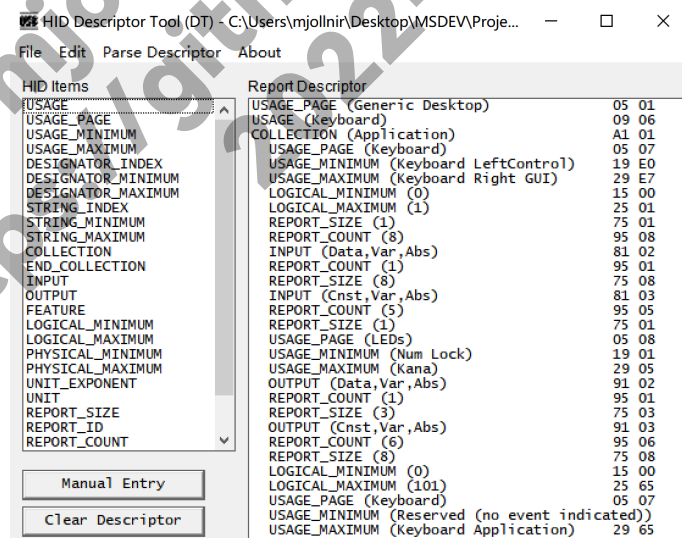 HID Descriptor Tool (DT) - C:\Users\mjollnir\Desktop\MSDEV\Proje...
File Edit Parse Descriptor About
HID Items
USAGE
USAGE_PAGE
USAGE_MINIMUM
USAGE_MAXIMUM
DESIGNATOR_INDEX
DESIGNATOR_MINIMUM
DESIGNATOR_MAXIMUM
STRING_INDEX
STRING_MINIMUM
STRING_MAXIMUM
COLLECTION
END_COLLECTION
INPUT
OUTPUT
FEATURE
LOGICAL_MINIMUM
LOGICAL_MAXIMUM
PHYSICAL_MINIMUM
PHYSICAL_MAXIMUM
UNIT_EXPONENT
UNIT
REPORT_SIZE
REPORT_ID
REPORT_COUNT
Manual Entry
Clear Descriptor
Report Descriptor
USAGE_PAGE (Generic Desktop) 05 01
USAGE (Keyboard) 09 06
COLLECTION (Application) A1 01
USAGE_PAGE (Keyboard) 05 07
USAGE_MINIMUM (Keyboard LeftControl) 19 E0
USAGE_MAXIMUM (Keyboard Right GUI) 29 E7
LOGICAL_MINIMUM (0) 15 00
LOGICAL_MAXIMUM (1) 25 01
REPORT_SIZE (1) 75 01
REPORT_COUNT (8) 95 08
INPUT (Data,Var,Abs) 81 02
REPORT_COUNT (1) 95 01
REPORT_SIZE (8) 75 08
INPUT (Cnst,Var,Abs) 81 03
REPORT_COUNT (5) 95 05
REPORT_SIZE (1) 75 01
USAGE_PAGE (LEDs) 05 08
USAGE_MINIMUM (Num Lock) 19 01
USAGE_MAXIMUM (Kana) 29 05
OUTPUT (Data,Var,Abs) 91 02
REPORT_COUNT (1) 95 01
REPORT_SIZE (3) 75 03
OUTPUT (Cnst,Var,Abs) 91 03
REPORT_COUNT (6) 95 06
REPORT_SIZE (8) 75 08
LOGICAL_MINIMUM (0) 15 00
LOGICAL_MAXIMUM (101) 25 65
USAGE_PAGE (Keyboard) 05 07
USAGE_MINIMUM (Reserved (no event indicated))
USAGE_MAXIMUM (Keyboard Application) 29 65